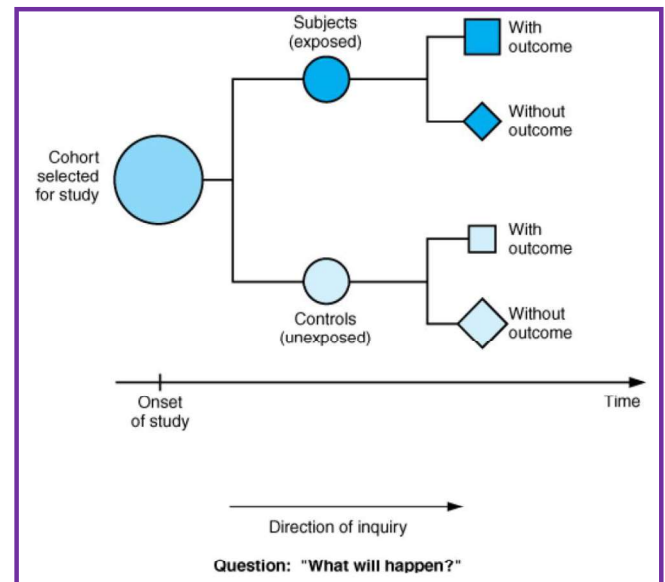 Subjects
(exposed)
With
outcome
Without
outcome
Cohort
selected
for study
With
outcome
Controls
(unexposed)
Without
outcome
Onset
of study
Time
Direction of inquiry
Question: "What will happen?"